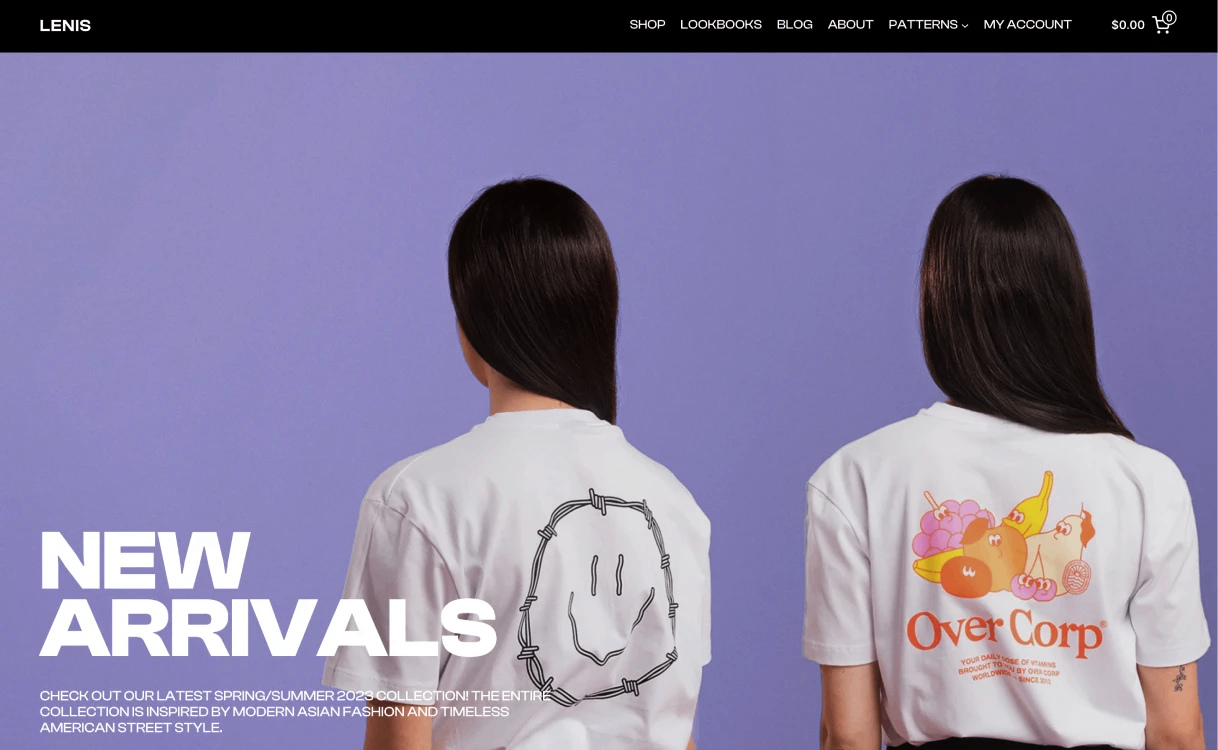 LENIS
SHOP LOOKBOOKS BLOG ABOUT PATTERNS MY ACCOUNT $0.00 0
NEW
ARRIVALS
CHECK OUT OUR LATEST SPRING/SUMMER 2023 COLLECTION! THE ENTIRE
COLLECTION IS INSPIRED BY MODERN ASIAN FASHION AND TIMELESS
AMERICAN STREET STYLE.
Over Corp®
YOUR DAILY DOSE OF VITAMINS
BROUGHT TO YOU BY OVER CORP
WORLDWIDE SINCE 2013